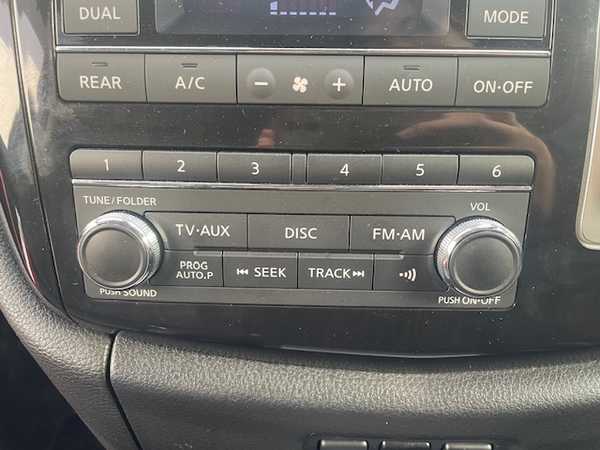 DUAL
MODE
REAR
A/C
− +
AUTO
ON·OFF
1 2 3 4 5 6
TUNE/FOLDER
VOL
TV·AUX
DISC
FM·AM
PROG
AUTO.P
SEEK
TRACK
PUSH SOUND
PUSH ON·OFF